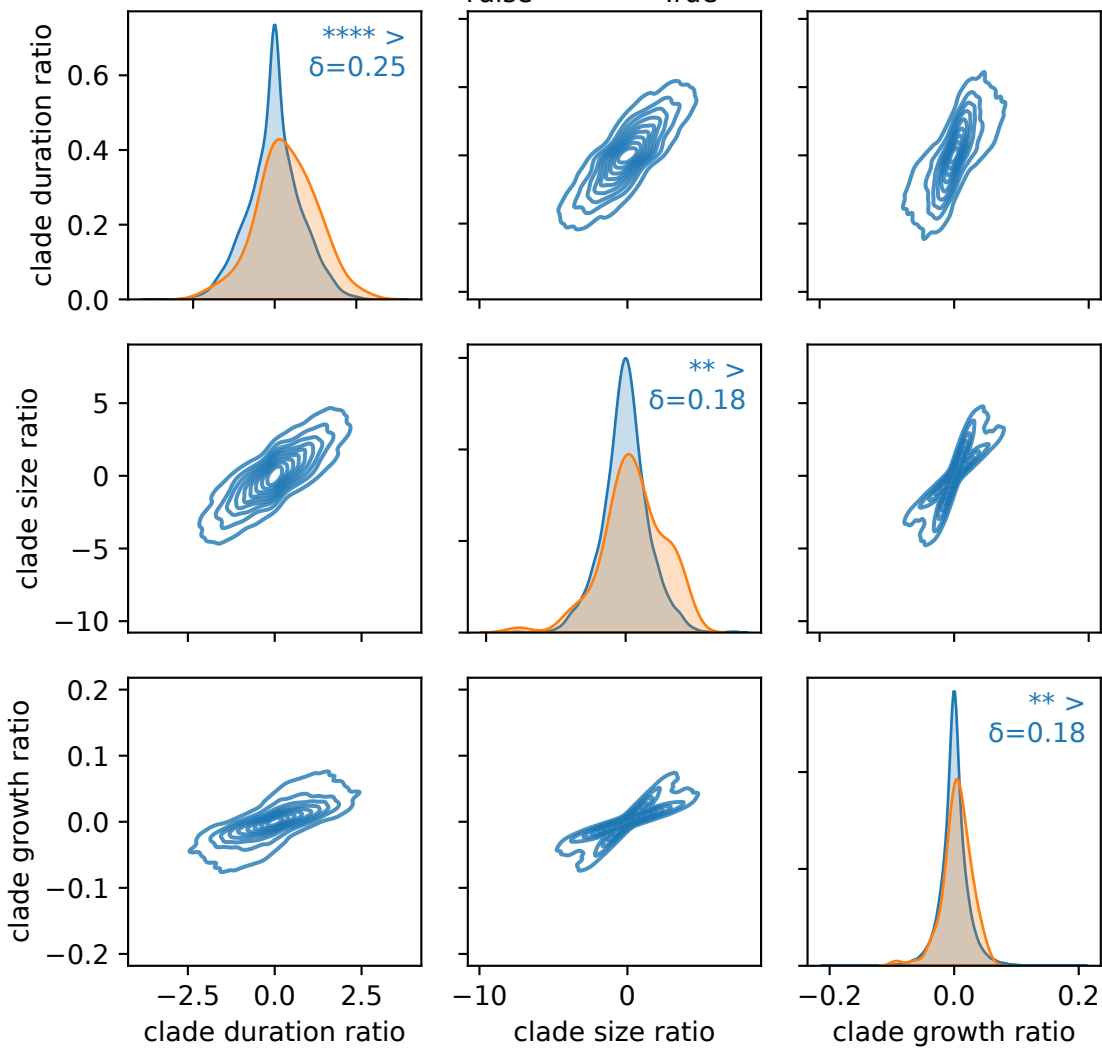 clade duration ratio
0.6
0.4
0.2
0.0
**** >
δ=0.25
clade size ratio
5
0
−5
−10
** >
δ=0.18
clade growth ratio
0.2
0.1
0.0
−0.1
−0.2
** >
δ=0.18
−2.5 0.0 2.5
−10 0
−0.2 0.0 0.2
clade duration ratio
clade size ratio
clade growth ratio